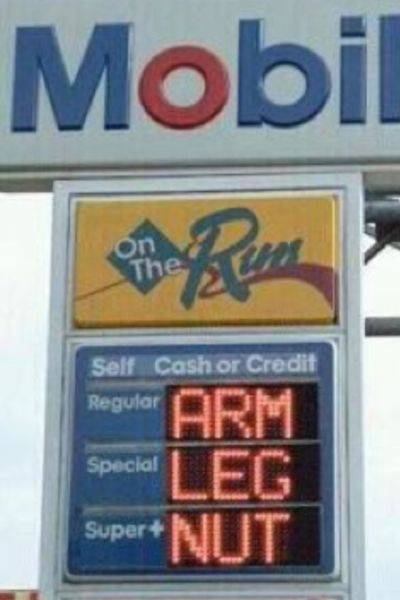 Mobil
On
The Run
Self Cash or Credit
Regular ARM
Special LEG
Super+ NUT